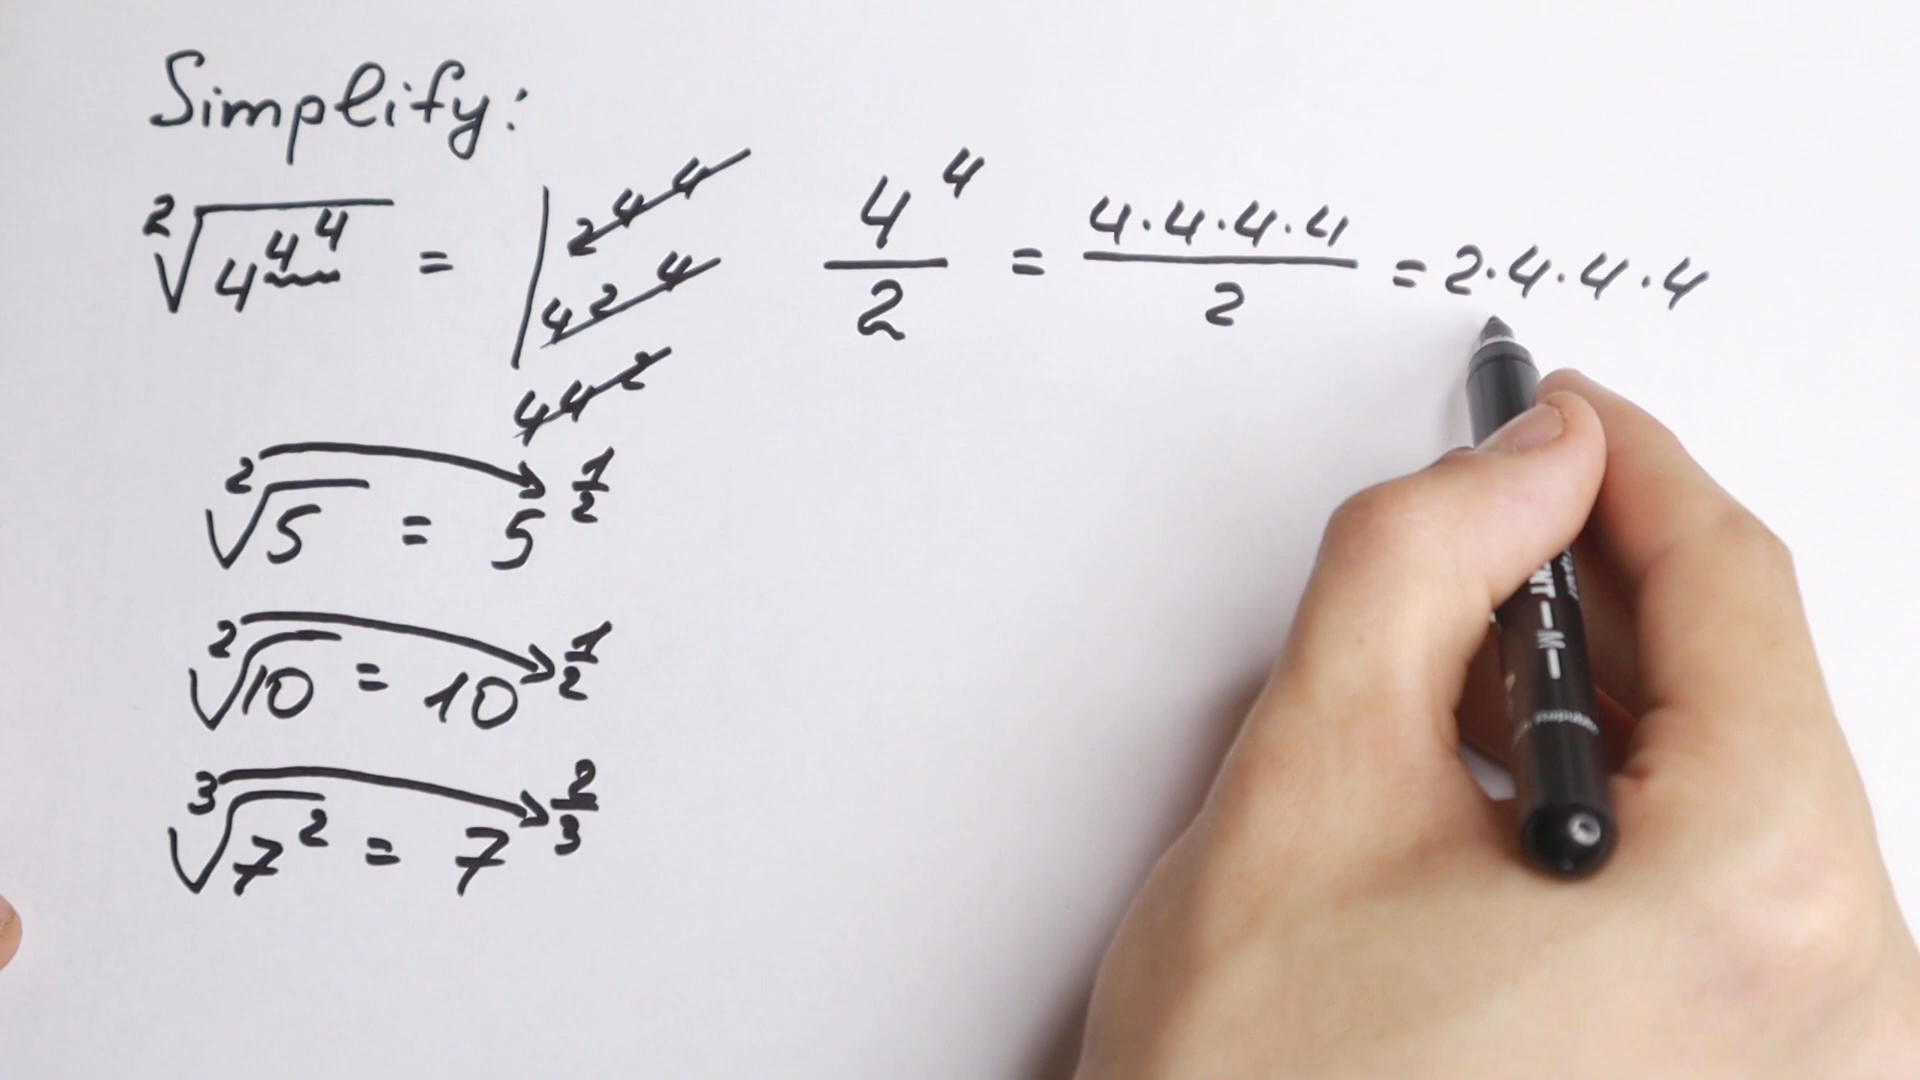 Simplify:
²√4^4^4 = | 2^4^4 4^4/2 = 4·4·4·4/2 = 2·4·4·4
4^2^4
4^4^2
²√5 = 5^1/2
²√10 = 10^1/2
³√7² = 7^2/3
-M-